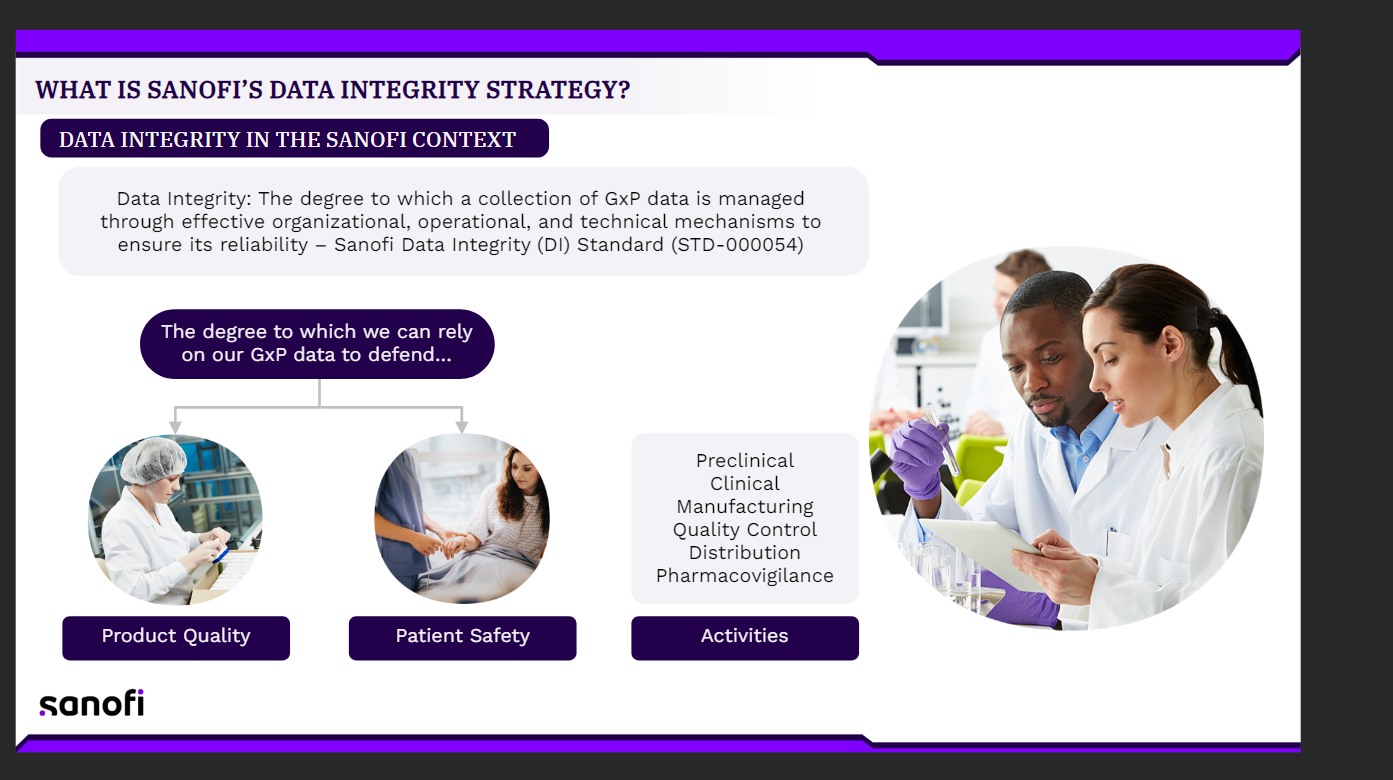 WHAT IS SANOFI’S DATA INTEGRITY STRATEGY?
DATA INTEGRITY IN THE SANOFI CONTEXT
Data Integrity: The degree to which a collection of GxP data is managed
through effective organizational, operational, and technical mechanisms to
ensure its reliability – Sanofi Data Integrity (DI) Standard (STD-000054)
The degree to which we can rely
on our GxP data to defend...
Product Quality
Patient Safety
Preclinical
Clinical
Manufacturing
Quality Control
Distribution
Pharmacovigilance
Activities
sanofi